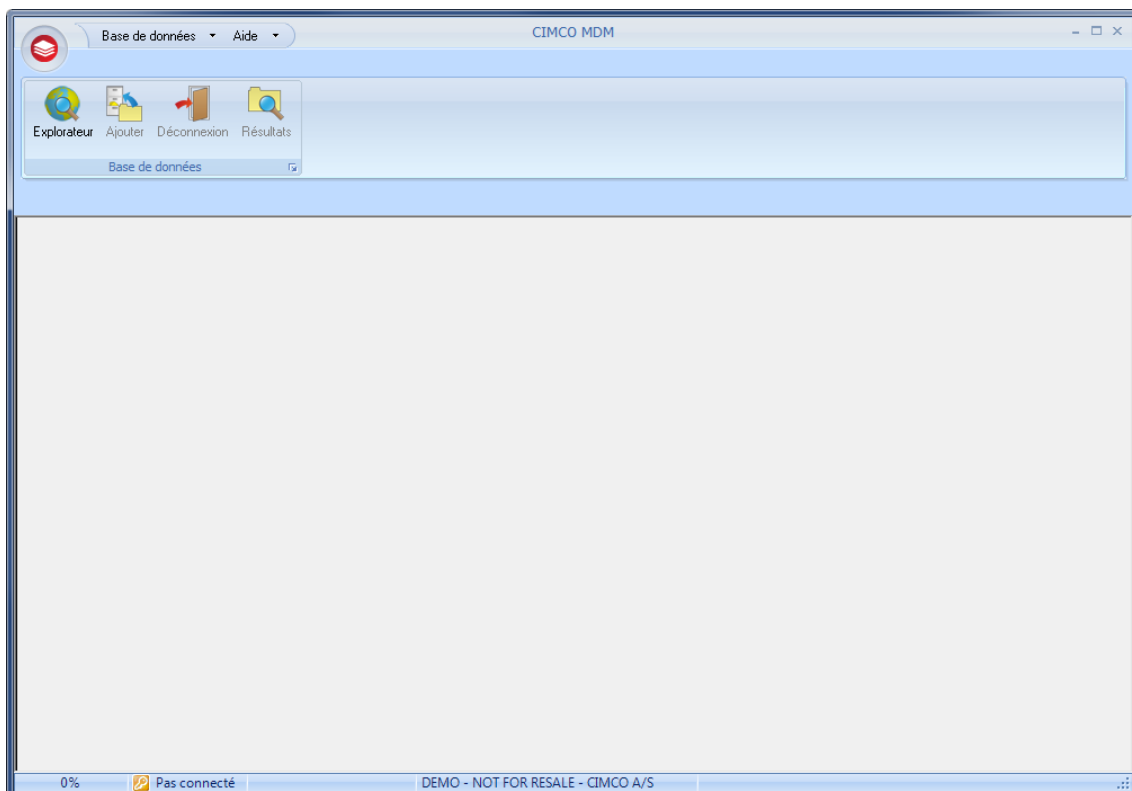 Base de données Aide CIMCO MDM
Explorateur Ajouter Déconnexion Résultats
Base de données
0% Pas connecté DEMO - NOT FOR RESALE - CIMCO A/S